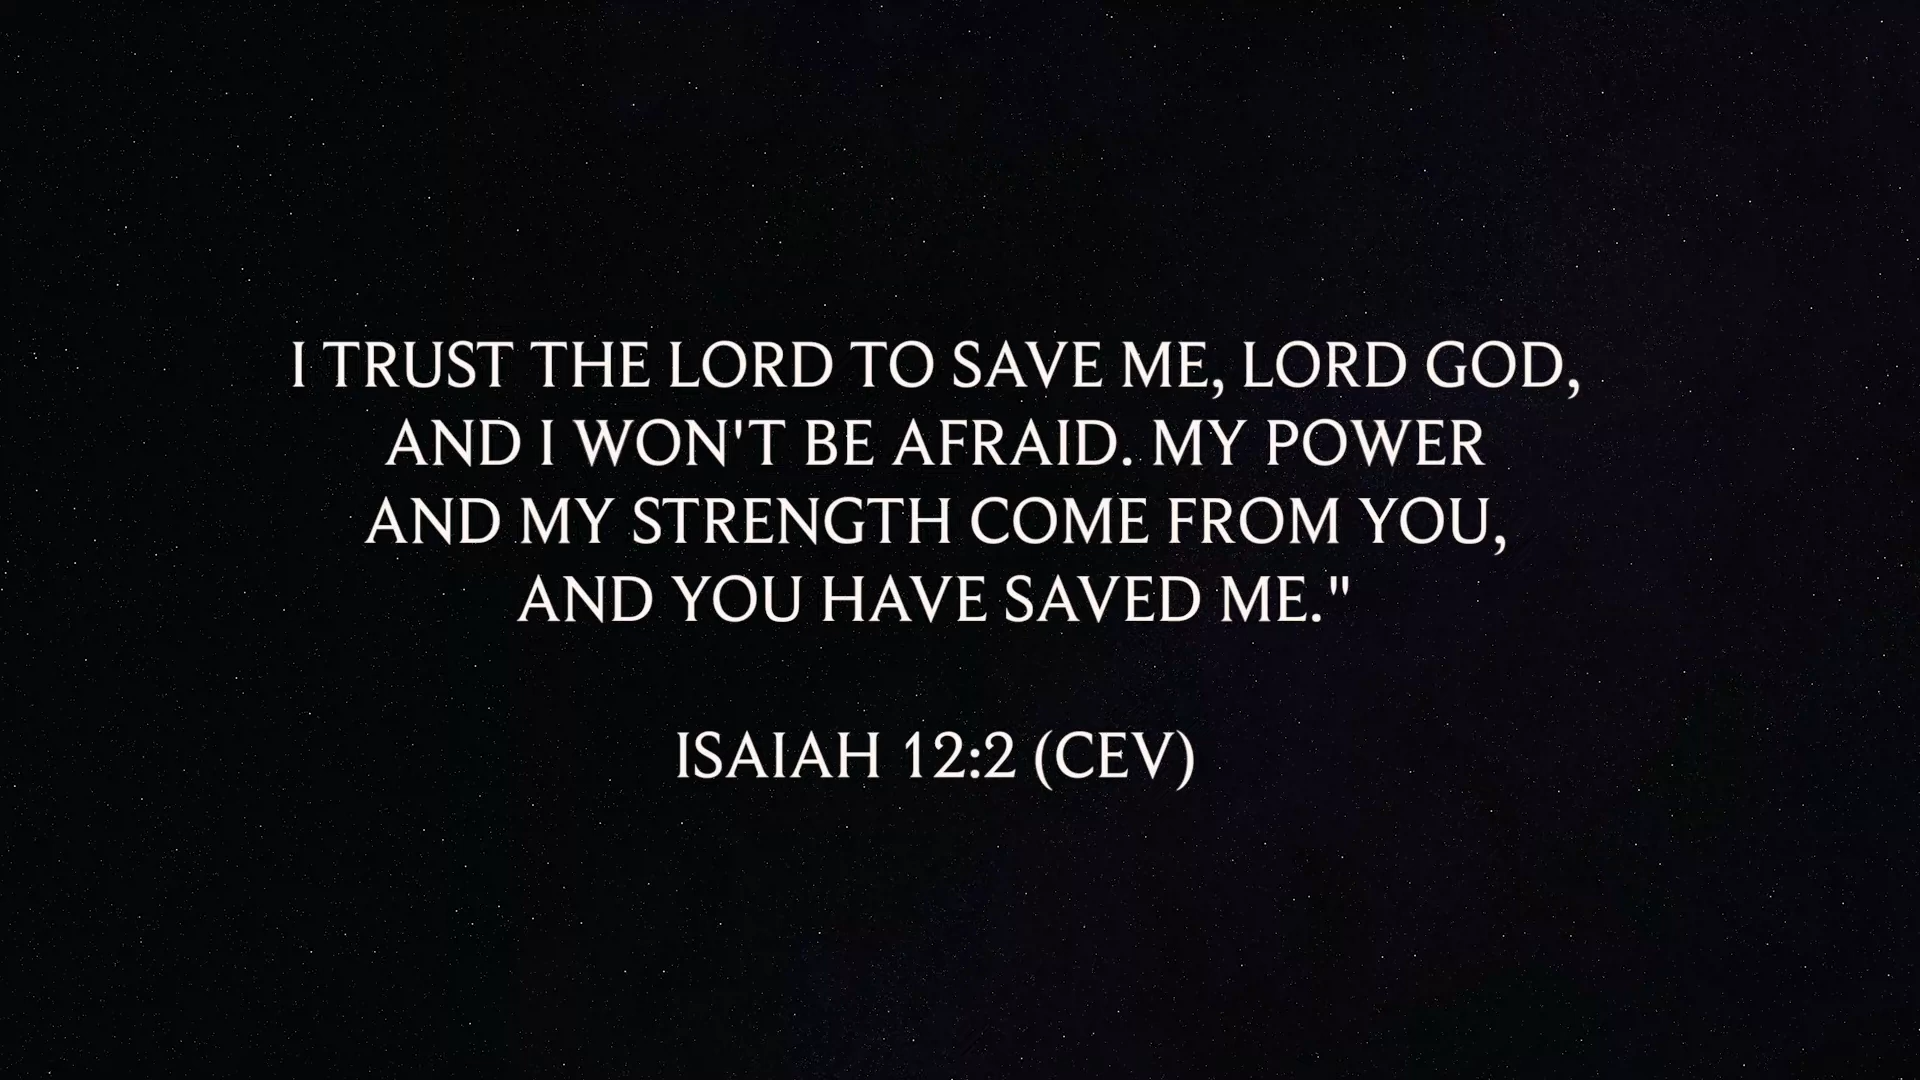 I TRUST THE LORD TO SAVE ME, LORD GOD,
AND I WON'T BE AFRAID. MY POWER
AND MY STRENGTH COME FROM YOU,
AND YOU HAVE SAVED ME."
ISAIAH 12:2 (CEV)